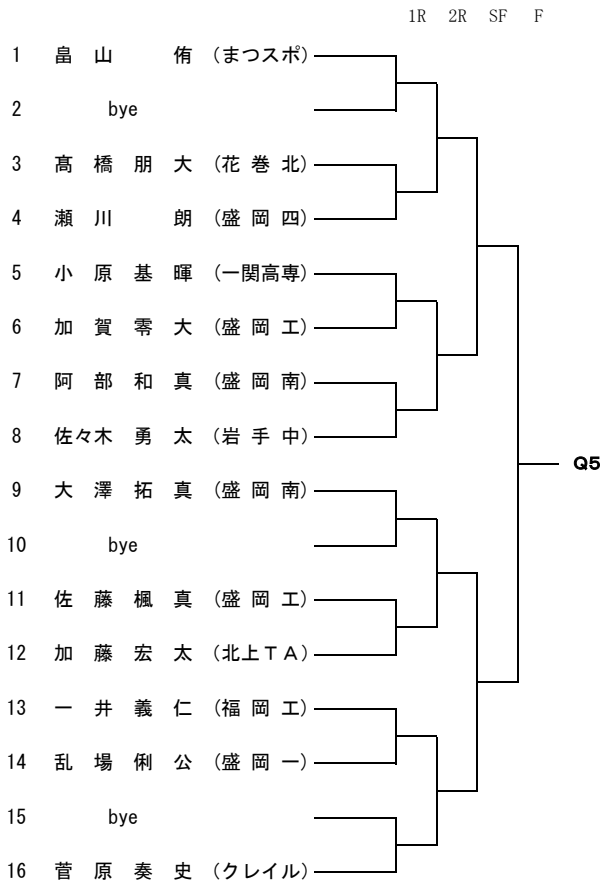 1R 2R SF F
1 畠山 侑 (まつスポ)
2 bye
3 髙橋朋大 (花巻北)
4 瀬川 朗 (盛岡四)
5 小原基暉 (一関高専)
6 加賀零大 (盛岡工)
7 阿部和真 (盛岡南)
8 佐々木勇太 (岩手中)
Q5
9 大澤拓真 (盛岡南)
10 bye
11 佐藤楓真 (盛岡工)
12 加藤宏太 (北上TA)
13 一井義仁 (福岡工)
14 乱場俐公 (盛岡一)
15 bye
16 菅原奏史 (クレイル)